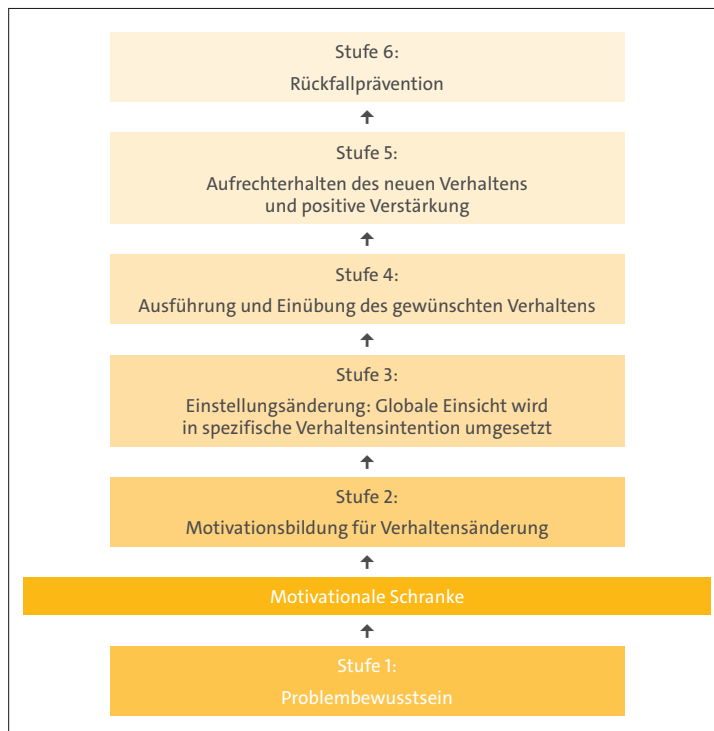 Stufe 6:
Rückfallprävention
Stufe 5:
Aufrechterhalten des neuen Verhaltens
und positive Verstärkung
Stufe 4:
Ausführung und Einübung des gewünschten Verhaltens
Stufe 3:
Einstellungsänderung: Globale Einsicht wird
in spezifische Verhaltensintention umgesetzt
Stufe 2:
Motivationsbildung für Verhaltensänderung
Motivationale Schranke
Stufe 1:
Problembewusstsein